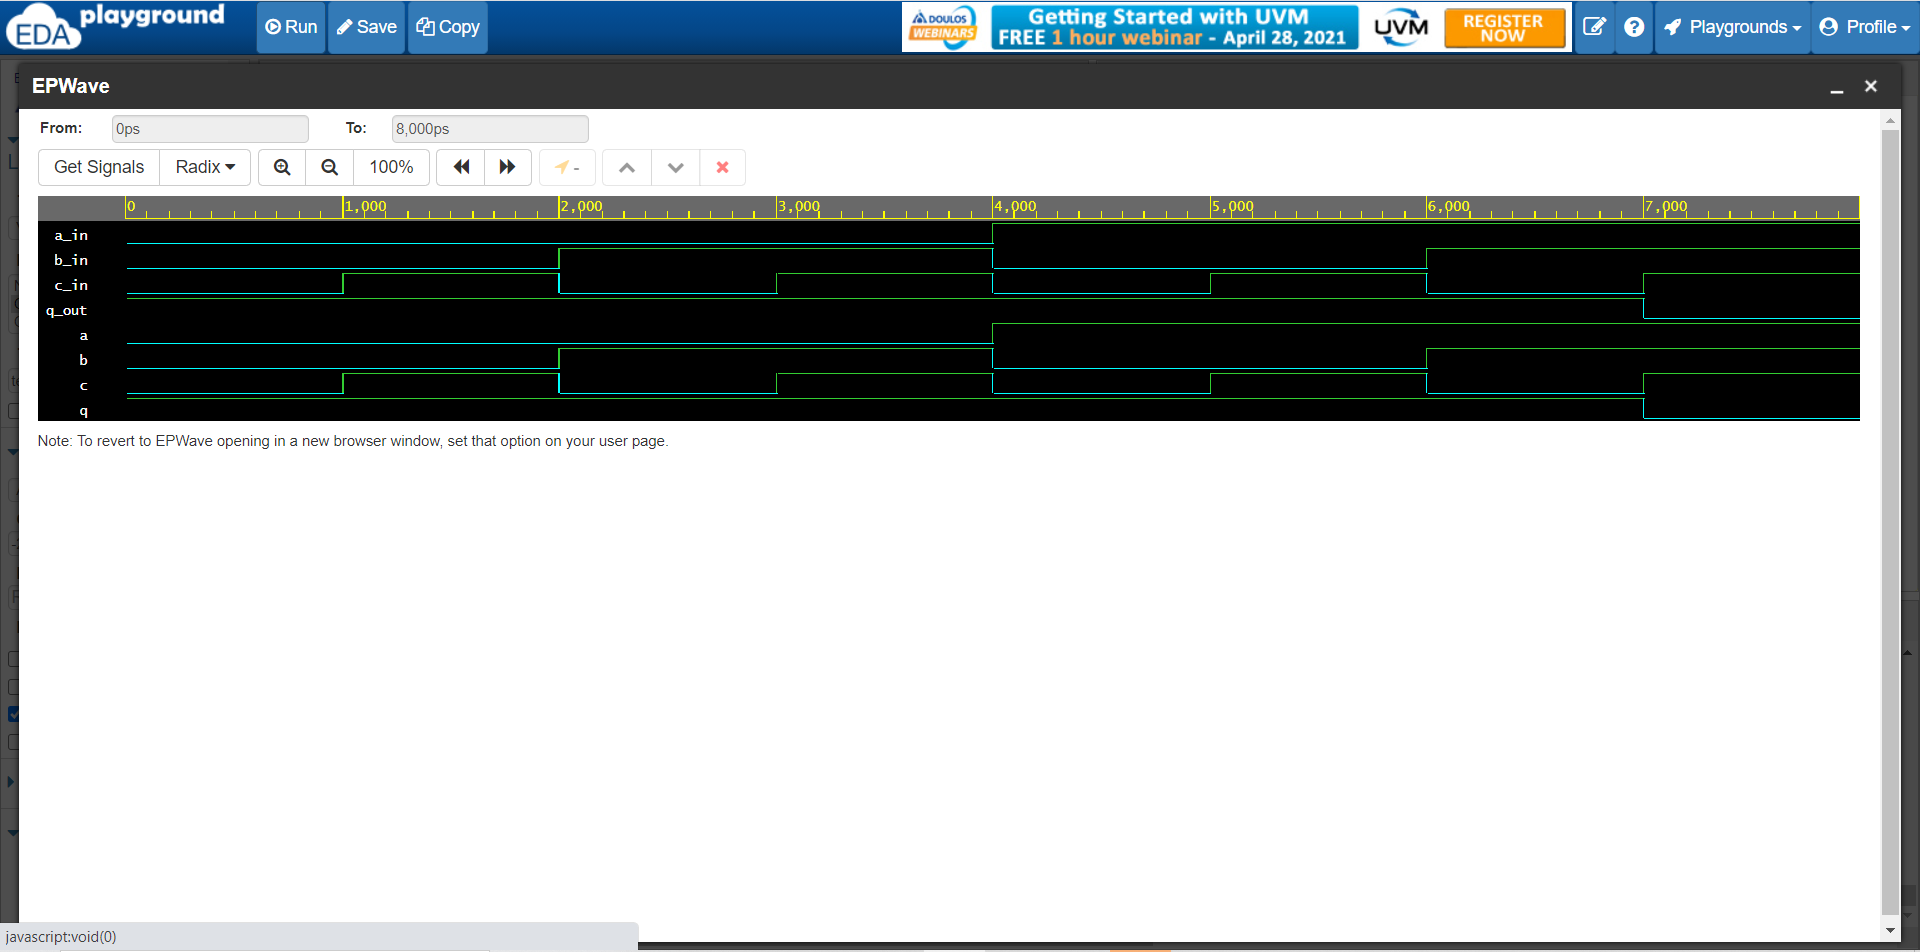 EDA playground
Run
Save
Copy
DOULOS
WEBINARS
Getting Started with UVM
FREE 1 hour webinar - April 28, 2021
UVM
REGISTER
NOW
Playgrounds
Profile
EPWave
From: 0ps To: 8,000ps
Get Signals Radix 100% -
0 1,000 2,000 3,000 4,000 5,000 6,000 7,000
a_in
b_in
c_in
q_out
a
b
c
q
Note: To revert to EPWave opening in a new browser window, set that option on your user page.
javascript:void(0)